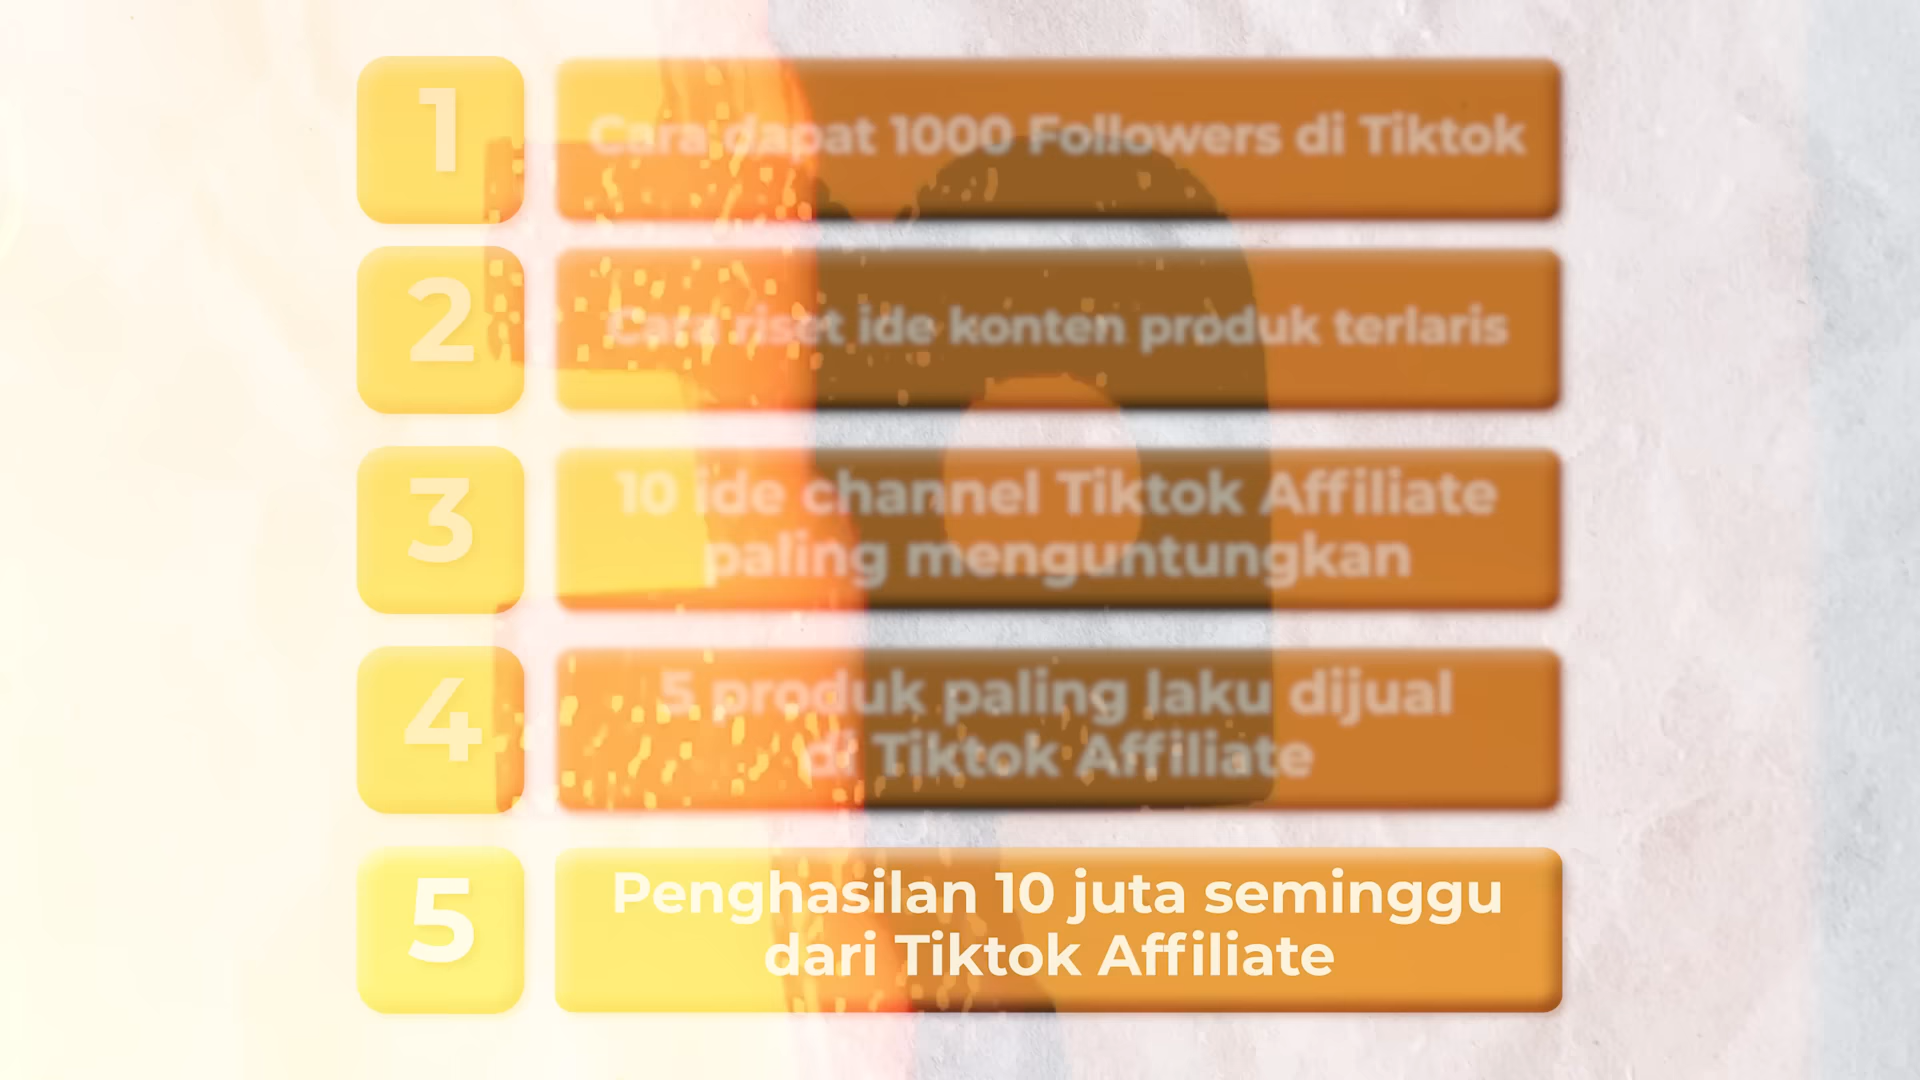 1
Cara dapat 1000 Followers di Tiktok
2
Cara riset ide konten produk terlaris
3
10 ide channel Tiktok Affiliate
paling menguntungkan
4
5 produk paling laku dijual
di Tiktok Affiliate
5
Penghasilan 10 juta seminggu
dari Tiktok Affiliate